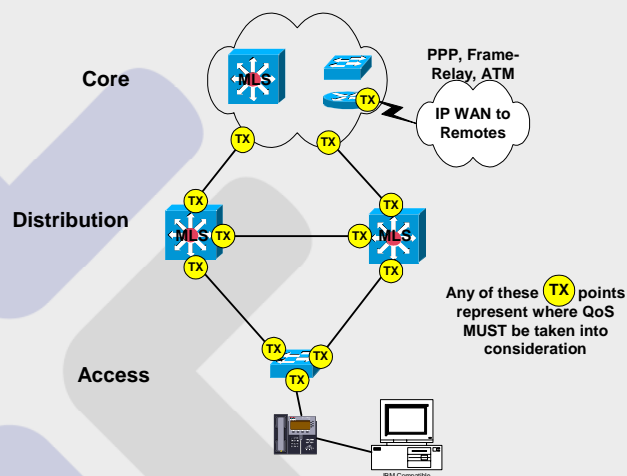 Core
MLS
TX
PPP, Frame-
Relay, ATM
IP WAN to
Remotes
TX
TX
Distribution
TX
TX
MLS
TX
TX
MLS
TX
TX
Any of these TX points
represent where QoS
MUST be taken into
consideration
Access
TX
TX
TX
IBM Compatible